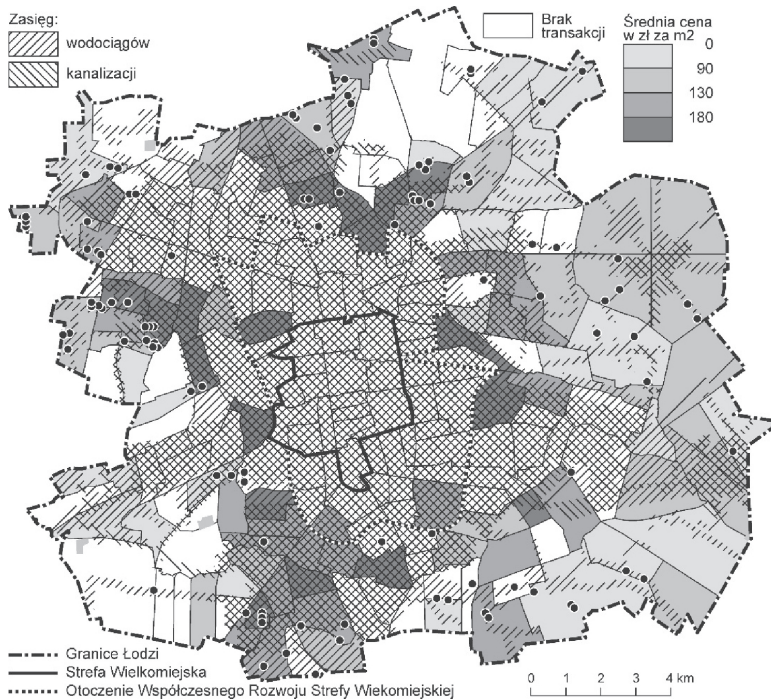 Zasięg:
wodociągów
kanalizacji
Brak
transakcji
Średnia cena
w zł za m2
0
90
130
180
Granice Łodzi
Strefa Wielkomiejska
Otoczenie Współczesnego Rozwoju Strefy Wiekomiejskiej
0 1 2 3 4 km